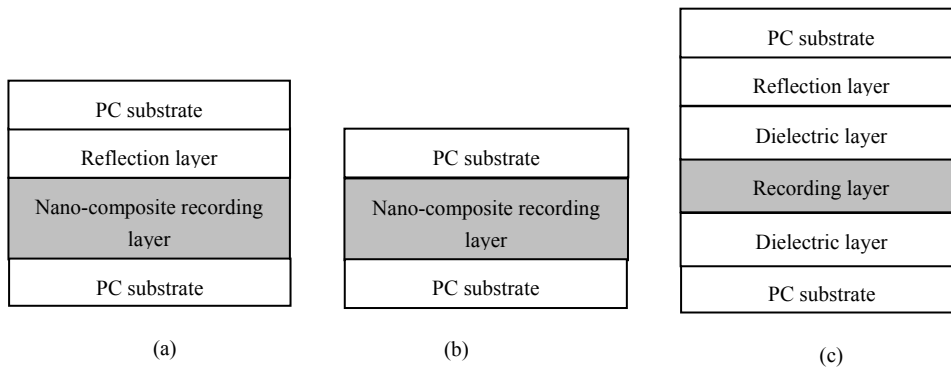 PC substrate
Reflection layer
Nano-composite recording
layer
PC substrate
(a)
PC substrate
Nano-composite recording
layer
PC substrate
(b)
PC substrate
Reflection layer
Dielectric layer
Recording layer
Dielectric layer
PC substrate
(c)